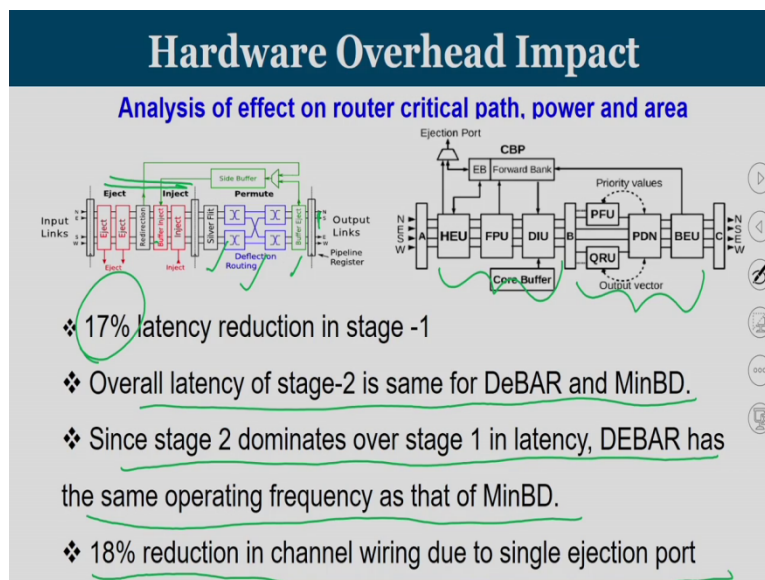 Hardware Overhead Impact
Analysis of effect on router critical path, power and area
Side Buffer
Eject
Inject
Permute
Input
Links
N
E
S
W
Eject
Eject
Redirection
Buffer Inject
Inject
Silver Flit
Buffer Eject
N
E
S
W
Output
Links
Eject
Inject
Deflection
Routing
Pipeline
Register
Ejection Port
CBP
EB Forward Bank
Priority values
N
E
S
W
A
HEU
FPU
DIU
B
PFU
QRU
PDN
BEU
C
N
S
E
W
Core Buffer
Output vector
❖ 17% latency reduction in stage -1
❖ Overall latency of stage-2 is same for DeBAR and MinBD.
❖ Since stage 2 dominates over stage 1 in latency, DEBAR has
the same operating frequency as that of MinBD.
❖ 18% reduction in channel wiring due to single ejection port